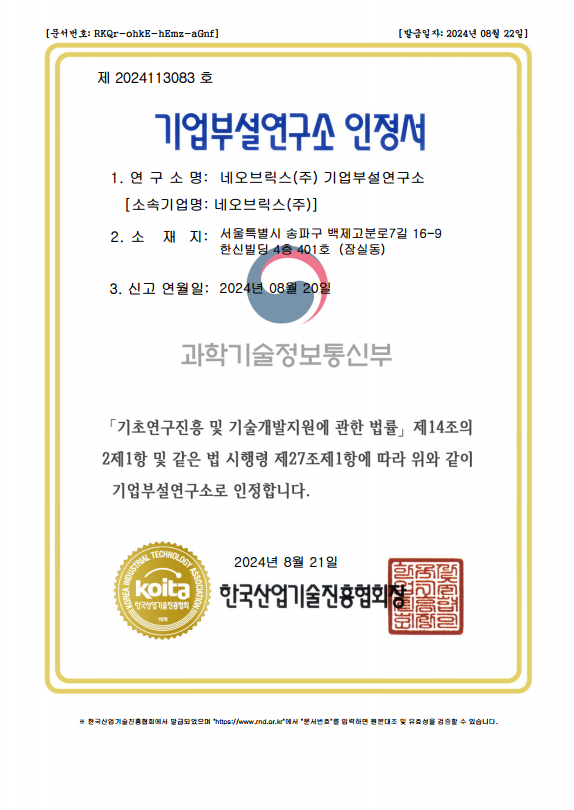 [문서번호: RKQr-ohkE-hEmz-aGnf]
[발급일자: 2024년 08월 22일]
제 2024113083 호
기업부설연구소 인정서
1. 연 구 소 명: 네오브릭스(주) 기업부설연구소
[소속기업명: 네오브릭스(주)]
2. 소 재 지: 서울특별시 송파구 백제고분로7길 16-9
한신빌딩 4층 401호 (잠실동)
3. 신고 연월일: 2024년 08월 20일
과학기술정보통신부
「기초연구진흥 및 기술개발지원에 관한 법률」 제14조의
2제1항 및 같은 법 시행령 제27조제1항에 따라 위와 같이
기업부설연구소로 인정합니다.
2024년 8월 21일
한국산업기술진흥협회장
KOREA INDUSTRIAL TECHNOLOGY ASSOCIATION
koita
한국산업기술진흥협회
1979
※ 한국산업기술진흥협회에서 발급되었으며 "https://www.rnd.or.kr"에서 "문서번호"를 입력하면 원본대조 및 유효성을 검증할 수 있습니다.